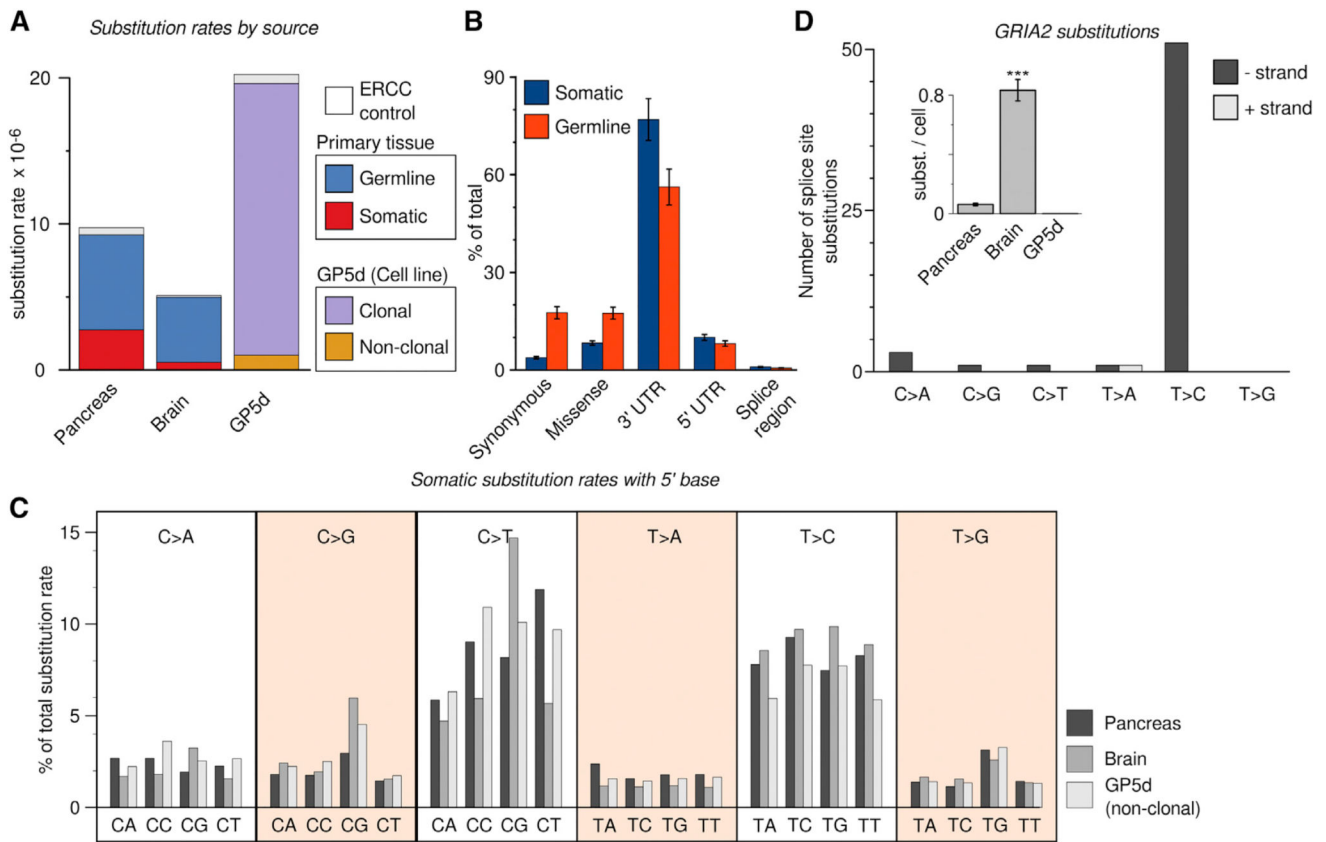 A
Substitution rates by source
substitution rate x 10-6
20
10
0
Pancreas
Brain
GP5d
ERCC
control
Primary tissue
Germline
Somatic
GP5d (Cell line)
Clonal
Non-clonal
B
% of total
90
60
30
0
Somatic
Germline
Synonymous
Missense
3' UTR
5' UTR
Splice
region
D
GRIA2 substitutions
Number of splice site
substitutions
50
25
0
subst. / cell
0.8
0
***
Pancreas
Brain
GP5d
- strand
+ strand
C>A C>G C>T T>A T>C T>G
Somatic substitution rates with 5' base
C
% of total substitution rate
15
10
5
0
C>A C>G C>T T>A T>C T>G
CA CC CG CT CA CC CG CT CA CC CG CT TA TC TG TT TA TC TG TT TA TC TG TT
Pancreas
Brain
GP5d
(non-clonal)